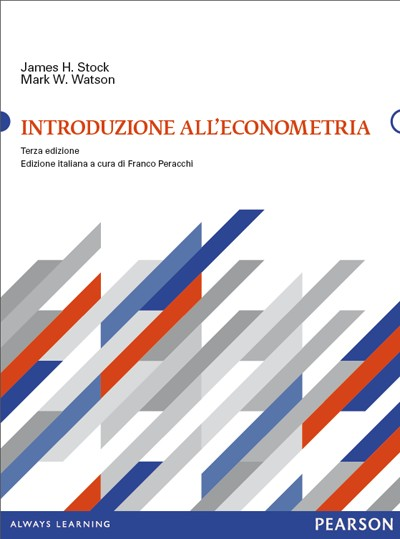 James H. Stock
Mark W. Watson
INTRODUZIONE ALL'ECONOMETRIA
Terza edizione
Edizione italiana a cura di Franco Peracchi
ALWAYS LEARNING
PEARSON